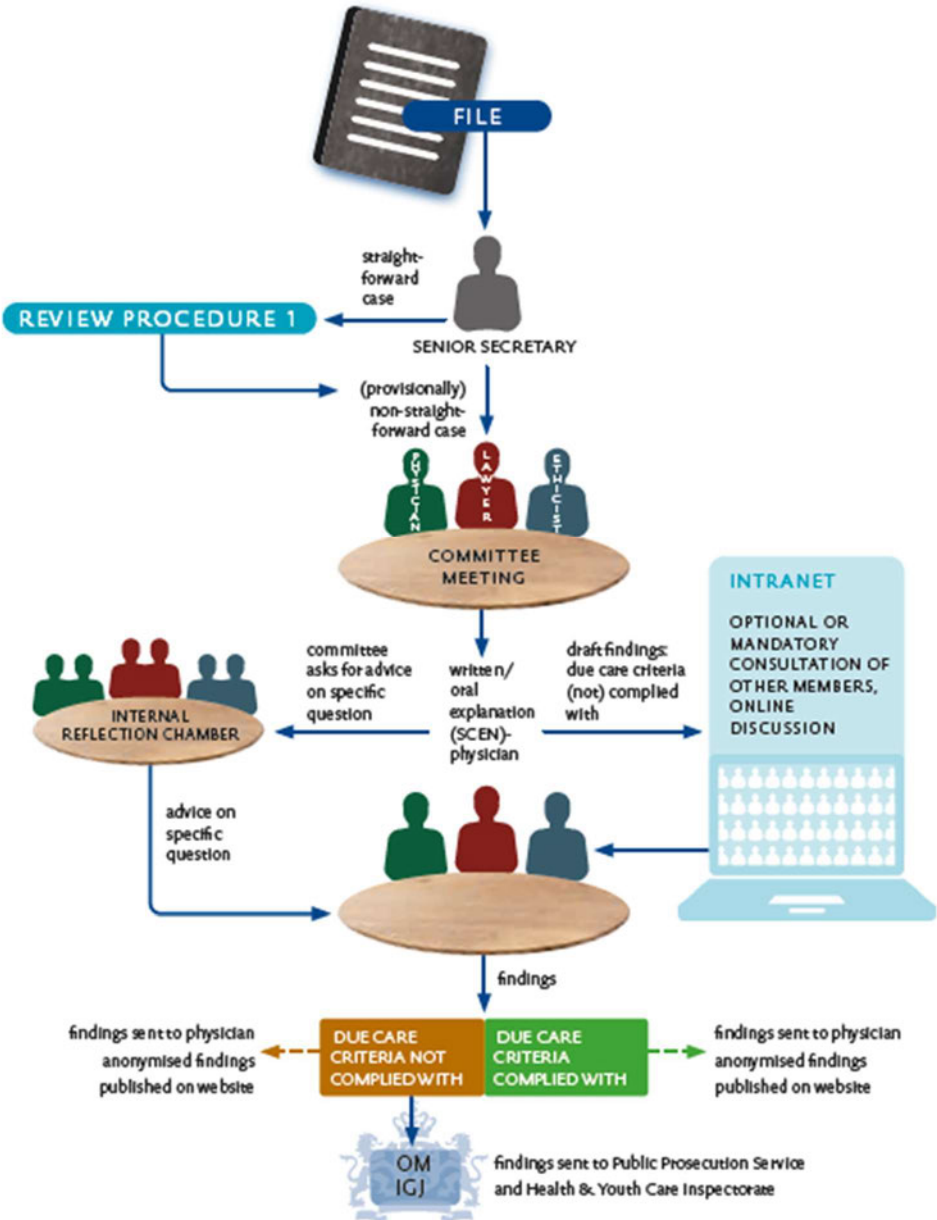 FILE
straight-
forward
case
REVIEW PROCEDURE 1
SENIOR SECRETARY
(provisionally)
non-straight-
forward case
PHYSICIAN
LAWYER
ETHICIST
COMMITTEE
MEETING
INTRANET
OPTIONAL OR
MANDATORY
CONSULTATION OF
OTHER MEMBERS,
ONLINE
DISCUSSION
committee
asks for advice
on specific
question
written/
oral
explanation
(SCEN)-
physician
draft findings:
due care criteria
(not) complied
with
INTERNAL
REFLECTION CHAMBER
advice on
specific
question
findings
findings sent to physician
anonymised findings
published on website
DUE CARE
CRITERIA NOT
COMPLIED WITH
DUE CARE
CRITERIA
COMPLIED WITH
findings sent to physician
anonymised findings
published on website
OM
IGJ
findings sent to Public Prosecution Service
and Health & Youth Care Inspectorate